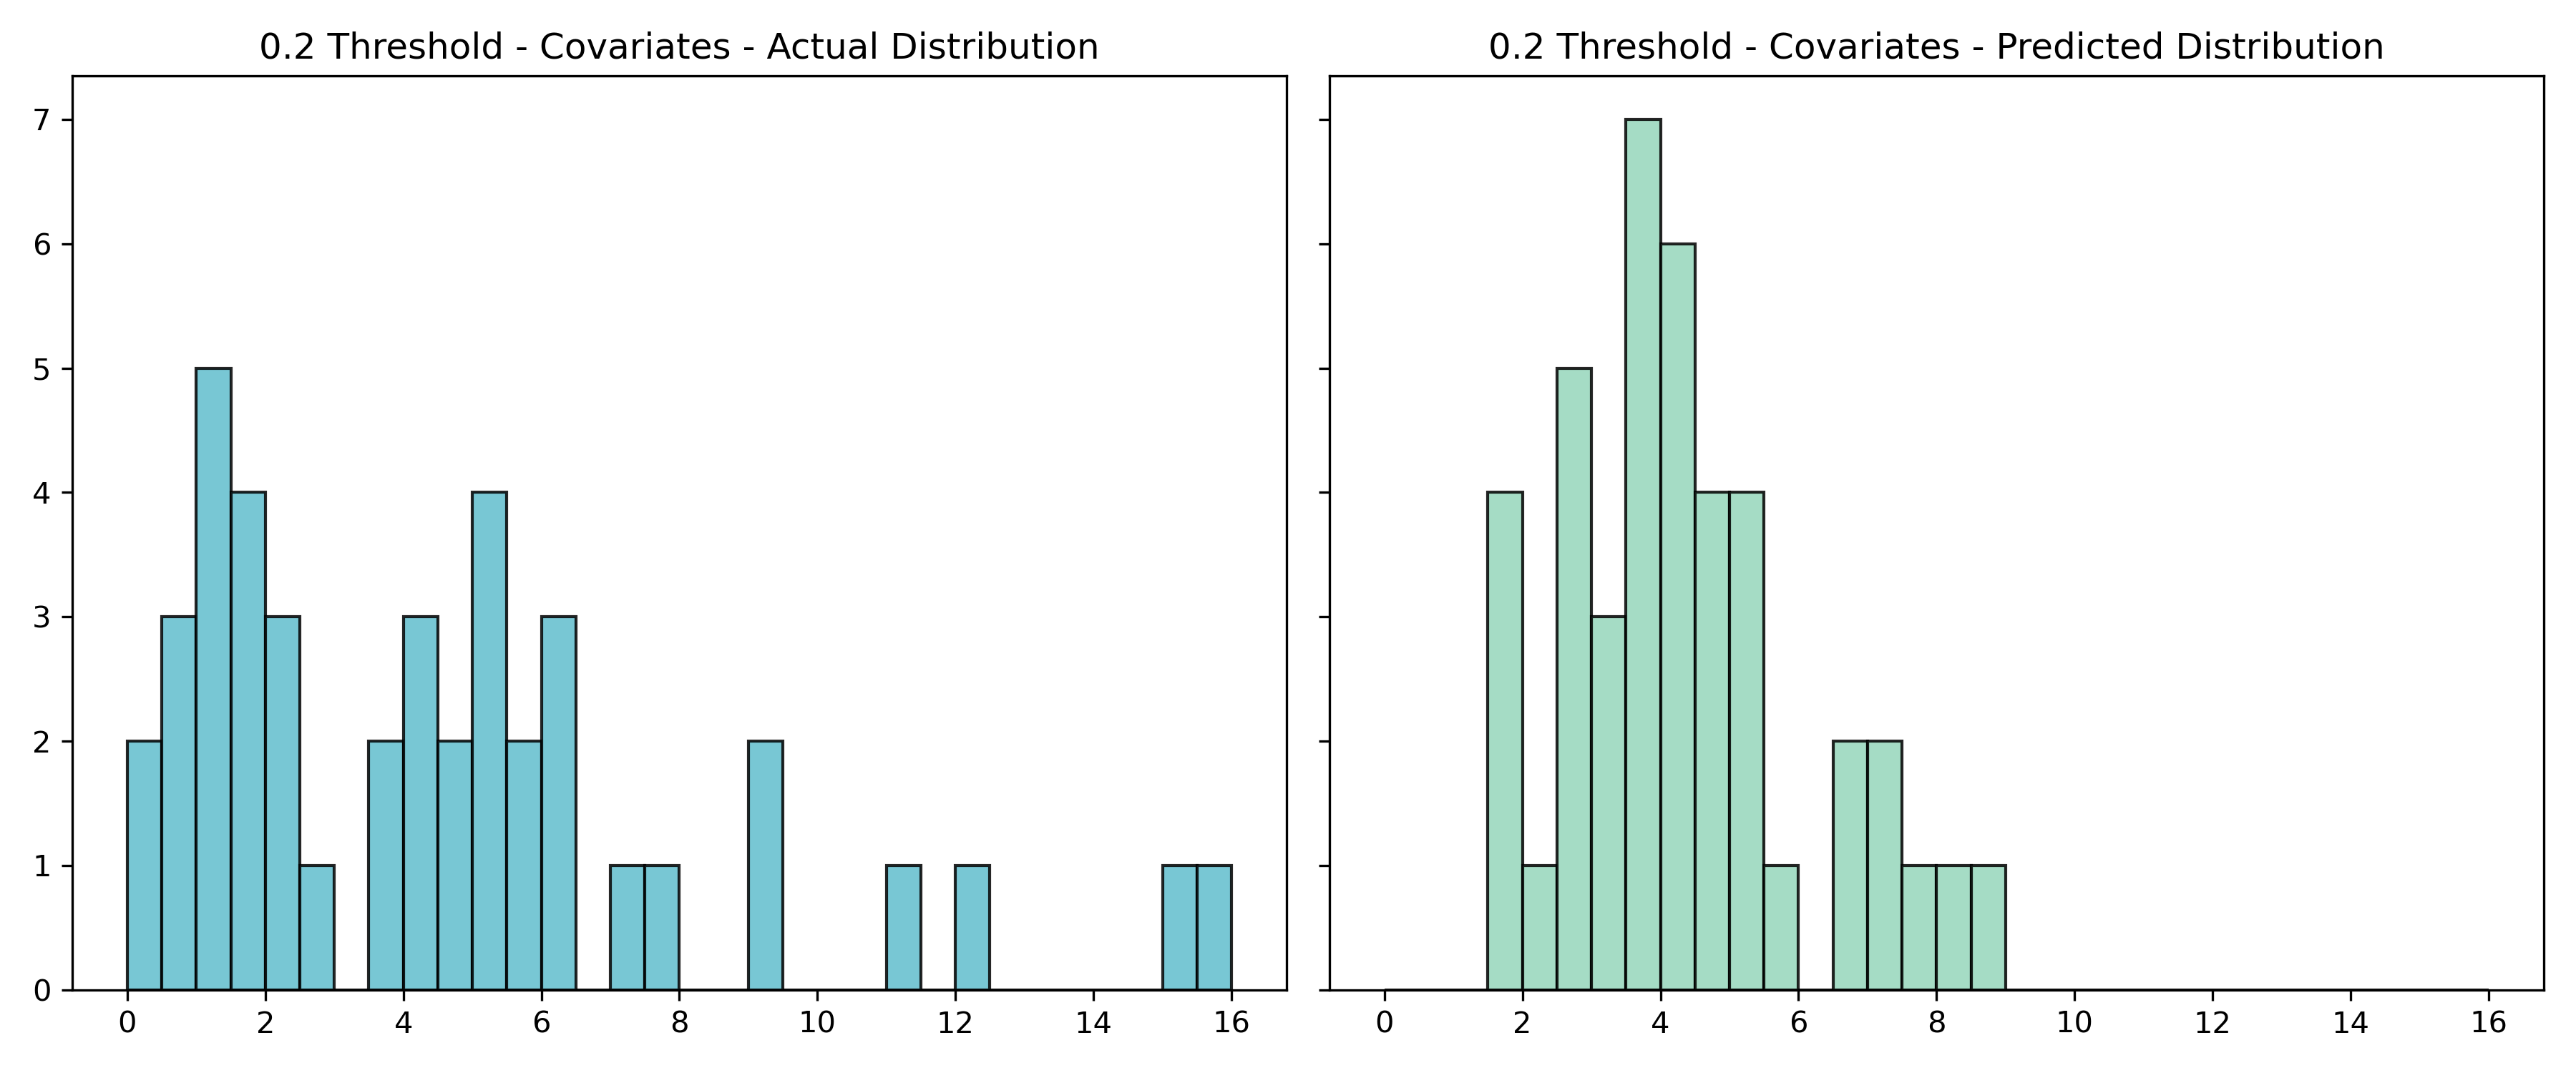 0.2 Threshold - Covariates - Actual Distribution
0.2 Threshold - Covariates - Predicted Distribution
7
6
5
4
3
2
1
0
0 2 4 6 8 10 12 14 16
0 2 4 6 8 10 12 14 16